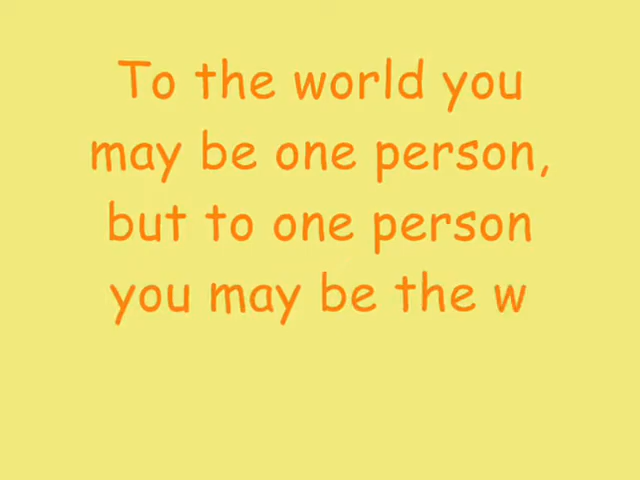 To the world you
may be one person,
but to one person
you may be the w